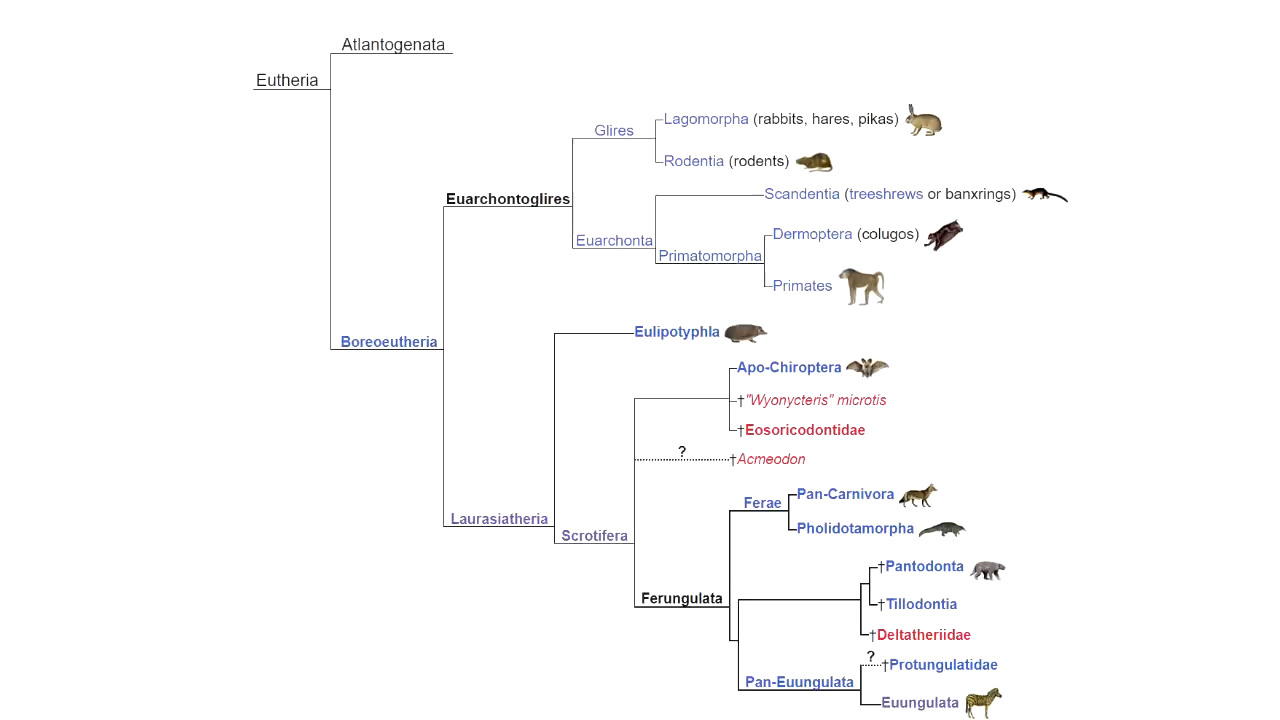 Atlantogenata
Eutheria
Lagomorpha (rabbits, hares, pikas)
Glires
Rodentia (rodents)
Scandentia (treeshrews or banxrings)
Euarchontoglires
Dermoptera (colugos)
Euarchonta
Primatomorpha
Primates
Eulipotyphla
Boreoeutheria
Apo-Chiroptera
†"Wyonycteris" microtis
†Eosoricodontidae
?
†Acmeodon
Pan-Carnivora
Ferae
Laurasiatheria
Pholidotamorpha
Scrotifera
†Pantodonta
Ferungulata
†Tillodontia
†Deltatheriidae
?
†Protungulatidae
Pan-Euungulata
Euungulata